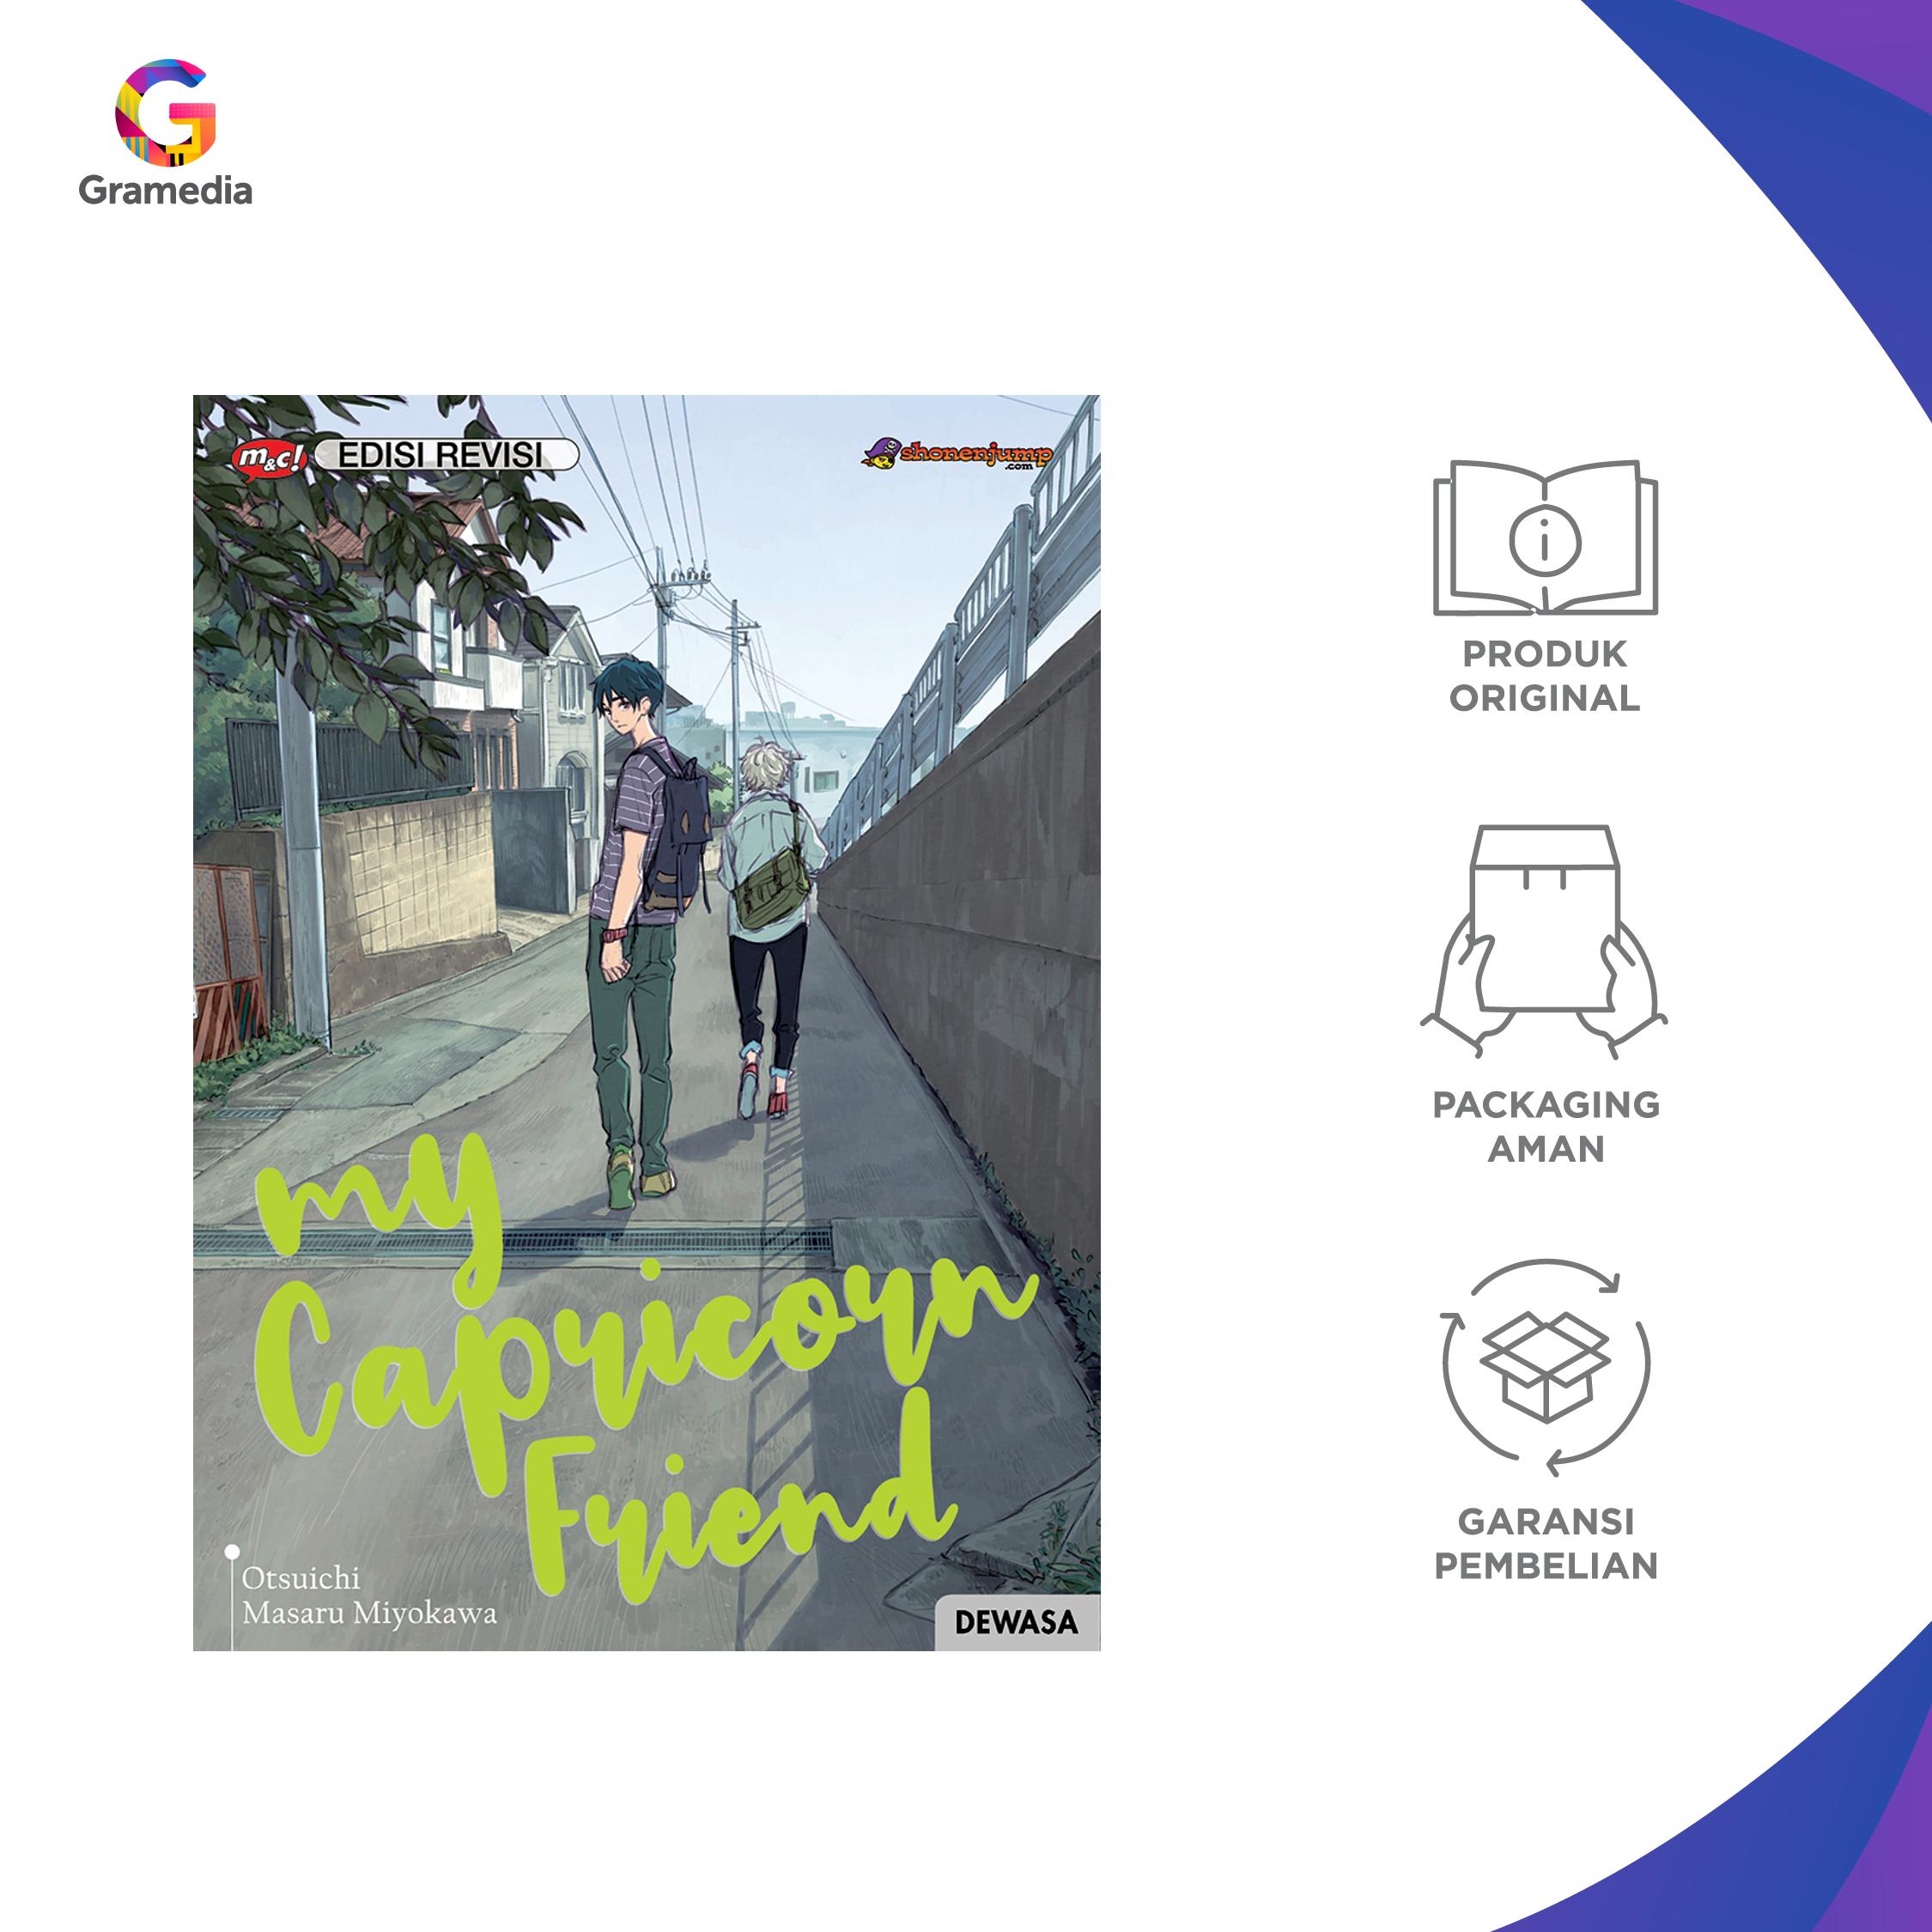 Gramedia
m&c! EDISI REVISI
shonenjump
.com
my
Capricorn
Friend
Otsuichi
Masaru Miyokawa
DEWASA
PRODUK
ORIGINAL
PACKAGING
AMAN
GARANSI
PEMBELIAN